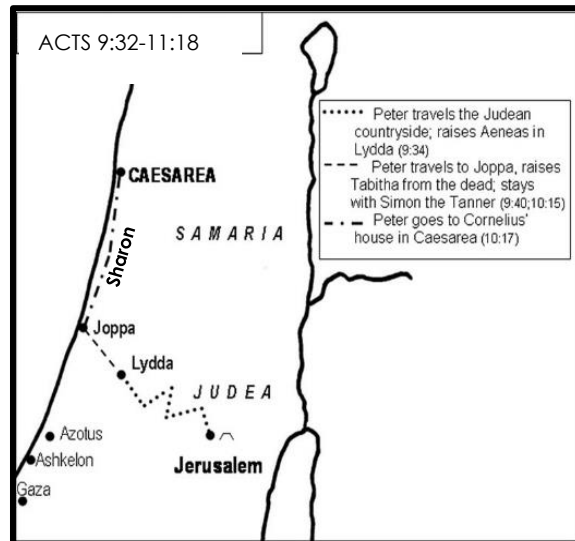 ACTS 9:32-11:18
Peter travels the Judean
countryside; raises Aeneas in
Lydda (9:34)
Peter travels to Joppa, raises
Tabitha from the dead; stays
with Simon the Tanner
(9:40;10:15)
Peter goes to Cornelius'
house in Caesarea (10:17)
CAESAREA
SAMARIA
Sharon
Joppa
Lydda
JUDEA
Azotus
Jerusalem
Ashkelon
Gaza